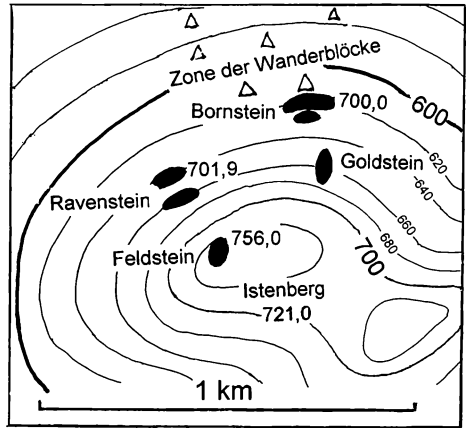 Zone der Wanderblöcke
Bornstein 700,0
600
Goldstein
620
640
701,9
Ravenstein
660
680
700
Feldstein 756,0
Istenberg
721,0
1 km